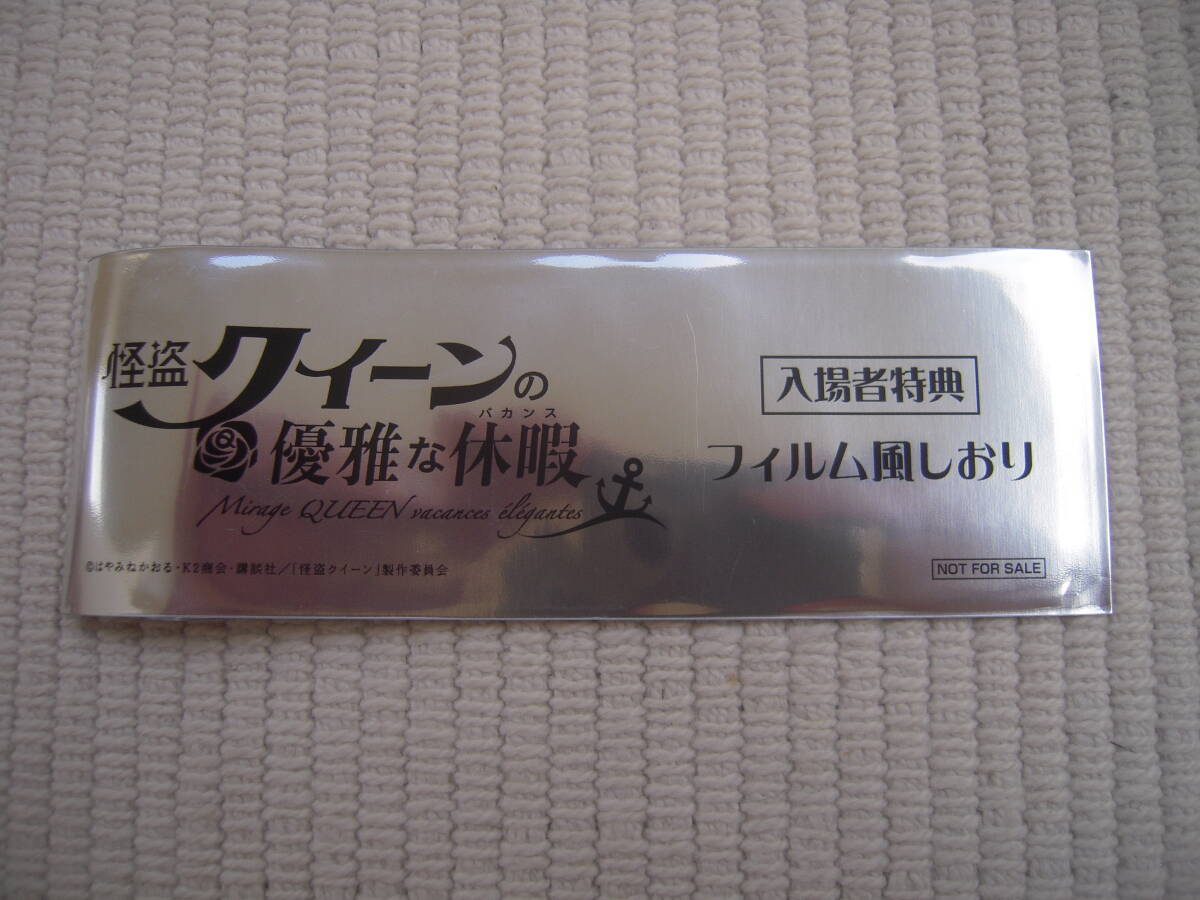 怪盗クイーンの
バカンス
優雅な休暇
Mirage QUEEN vacances élégantes
©はやみねかおる・K2商会・講談社／「怪盗クイーン」製作委員会
入場者特典
フィルム風しおり
NOT FOR SALE